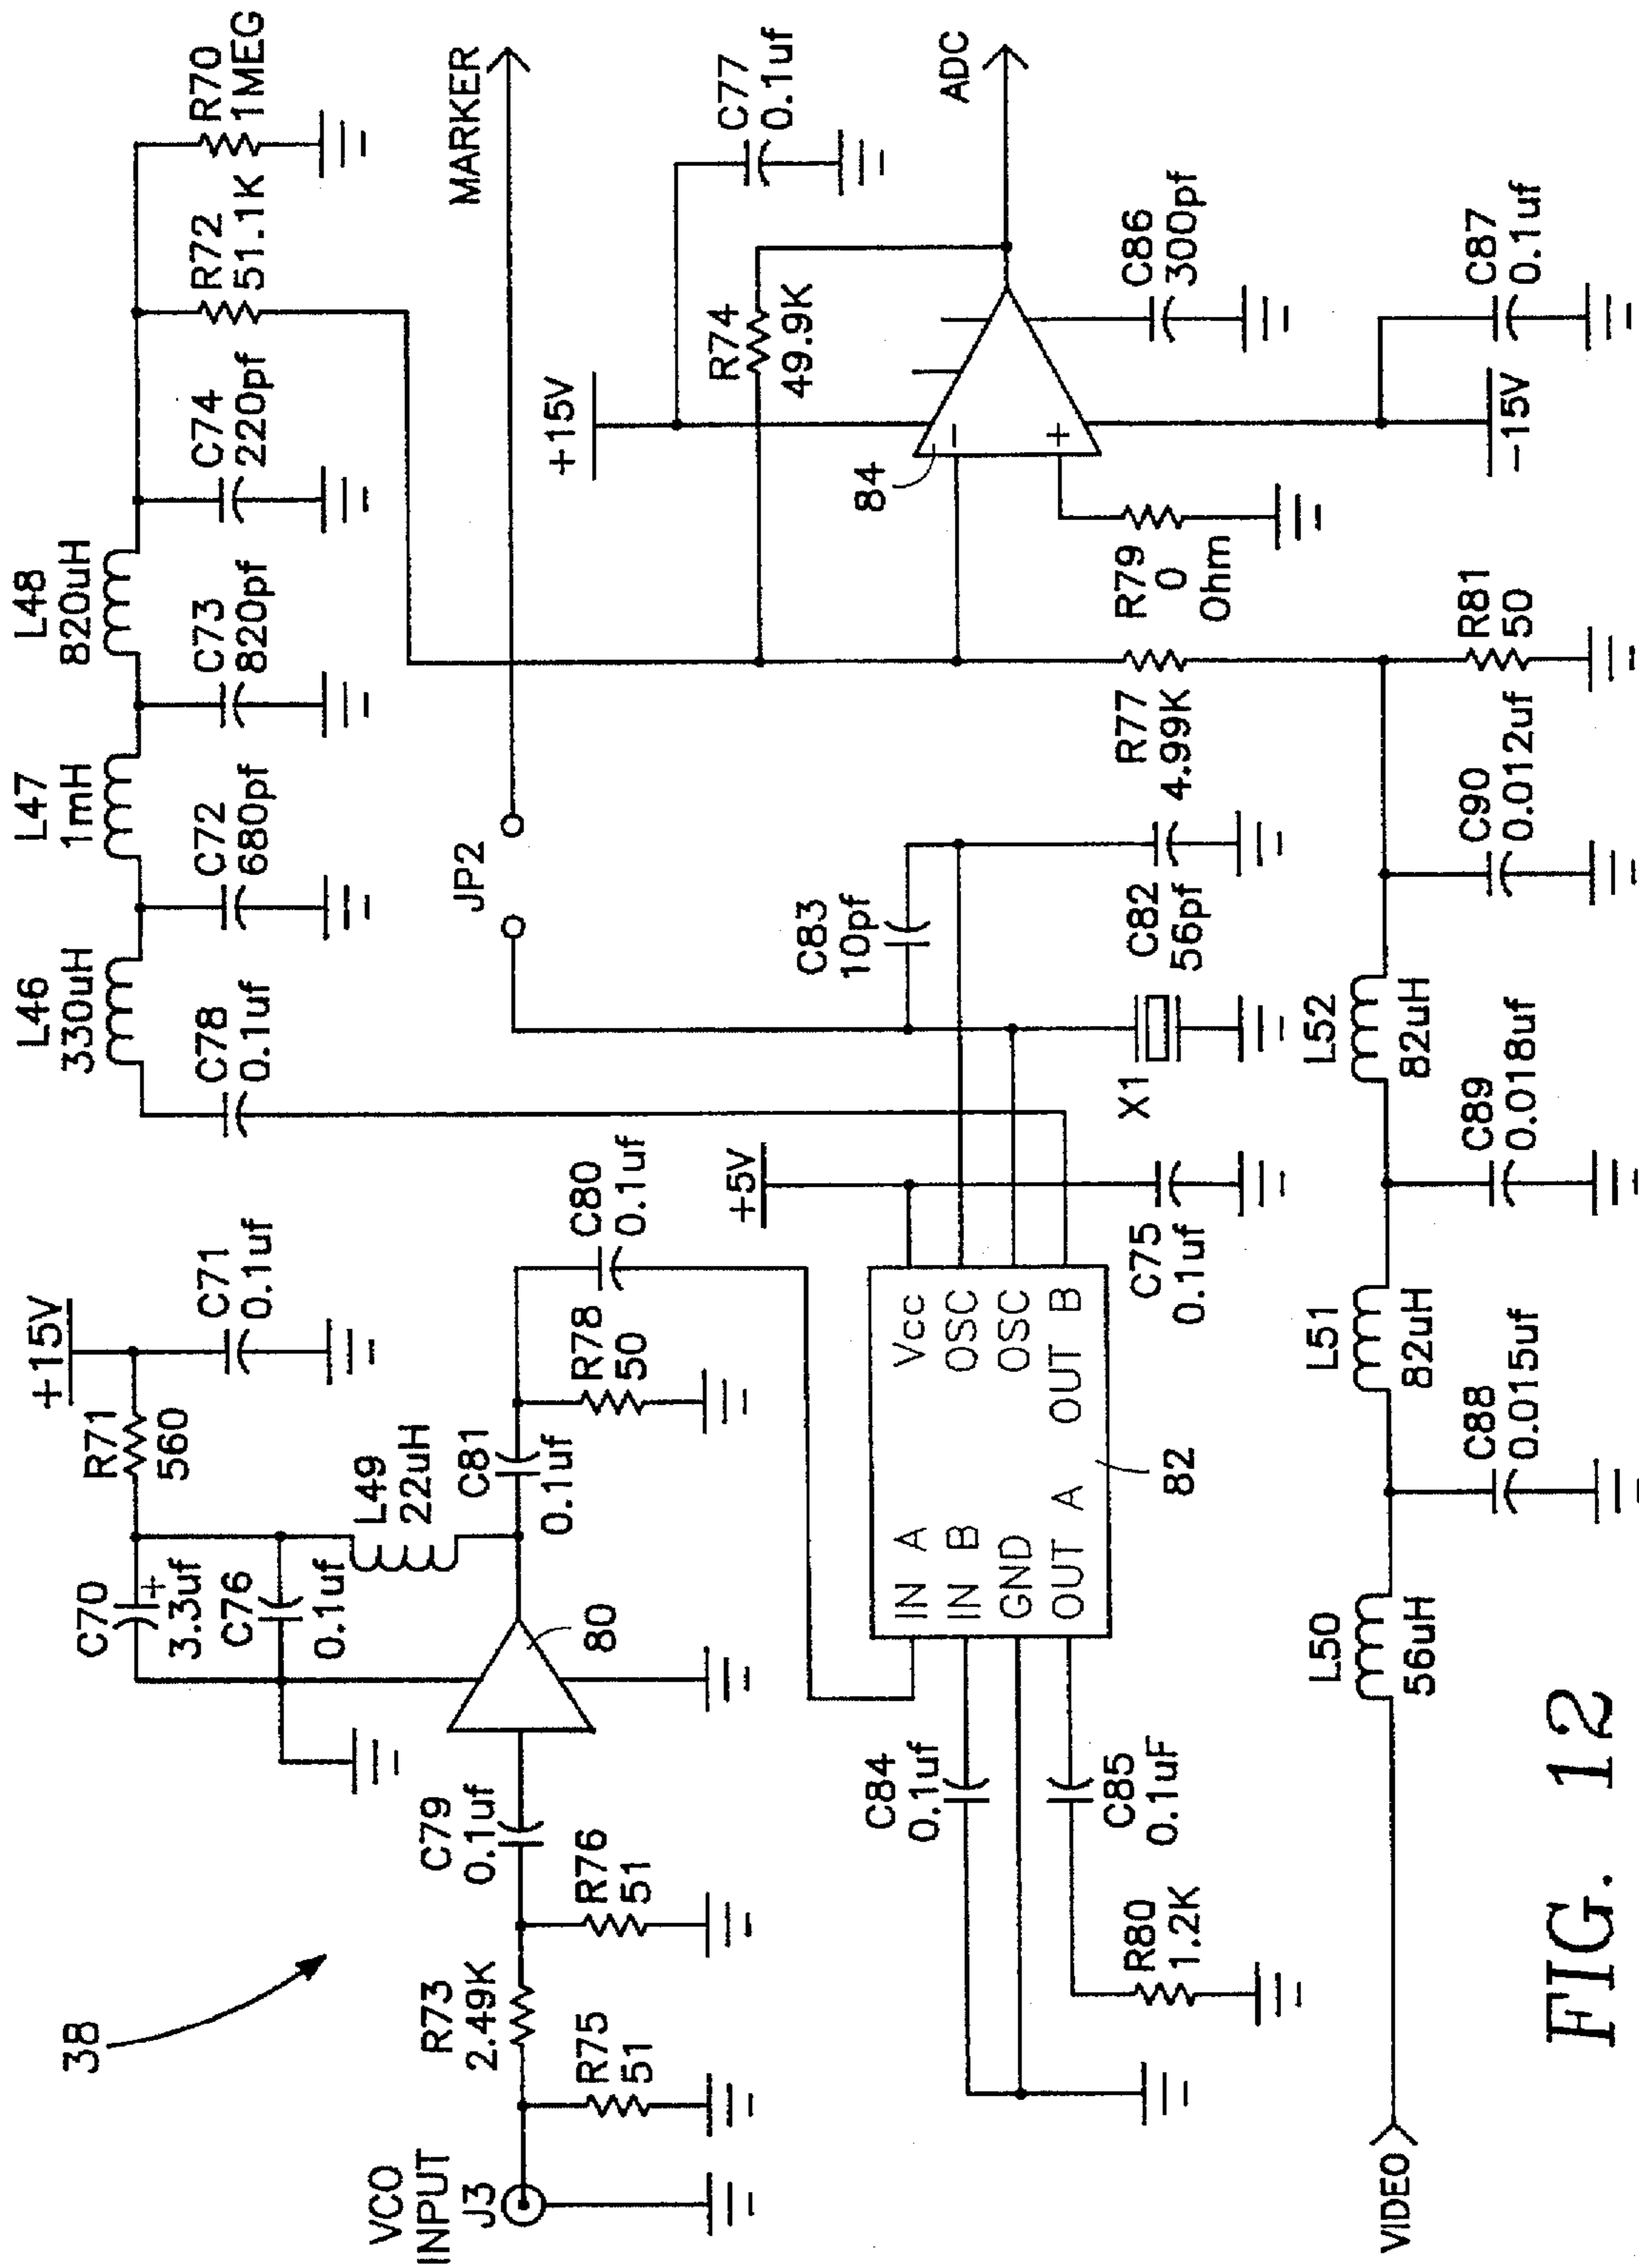 38
VCO
INPUT
J3
R75
51
R73
2.49K
R76
51
C79
0.1uf
80
C70
3.3uf
+
C76
0.1uf
R71
560
+15V
C71
0.1uf
L49
22uH
C81
0.1uf
R78
50
C80
0.1uf
L46
330uH
C78
0.1uf
L47
1mH
C72
680pf
L48
820uH
C73
820pf
C74
220pf
R72
51.1K
R70
1MEG
JP2
MARKER
C84
0.1uf
C85
0.1uF
R80
1.2K
IN A
IN B
GND
OUT A
Vcc
OSC
OSC
OUT B
82
+5V
C75
0.1uf
X1
C83
10pf
C82
56pf
R77
4.99K
R79
0
Ohm
84
−
+
+15V
R74
49.9K
C77
0.1uf
ADC
C86
300pf
−15V
C87
0.1uf
VIDEO
L50
56uH
C88
0.015uf
L51
82uH
C89
0.018uf
L52
82uH
C90
0.012uf
R81
50
FIG. 12